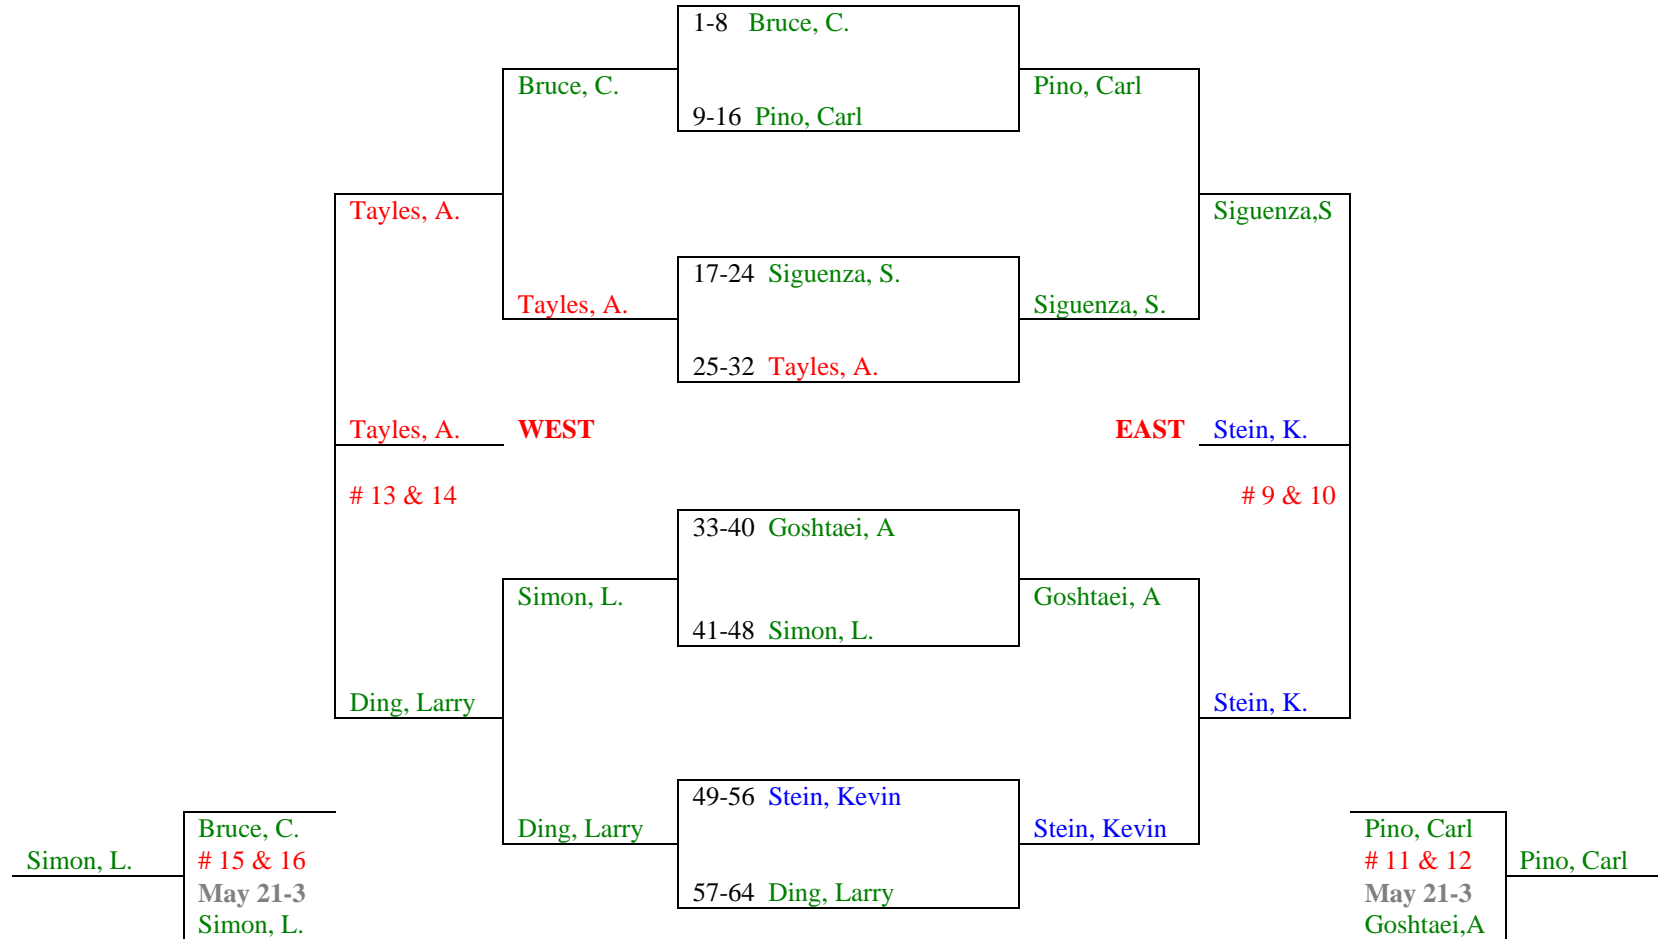 1-8 Bruce, C.
Bruce, C.
Pino, Carl
9-16 Pino, Carl
Tayles, A.
Siguenza,S
17-24 Siguenza, S.
Tayles, A.
Siguenza, S.
25-32 Tayles, A.
Tayles, A.
WEST
EAST
Stein, K.
# 13 & 14
# 9 & 10
33-40 Goshtaei, A
Simon, L.
Goshtaei, A
41-48 Simon, L.
Ding, Larry
Stein, K.
49-56 Stein, Kevin
Ding, Larry
Stein, Kevin
57-64 Ding, Larry
Simon, L.
Bruce, C.
# 15 & 16
May 21-3
Simon, L.
Pino, Carl
# 11 & 12
May 21-3
Goshtaei,A
Pino, Carl